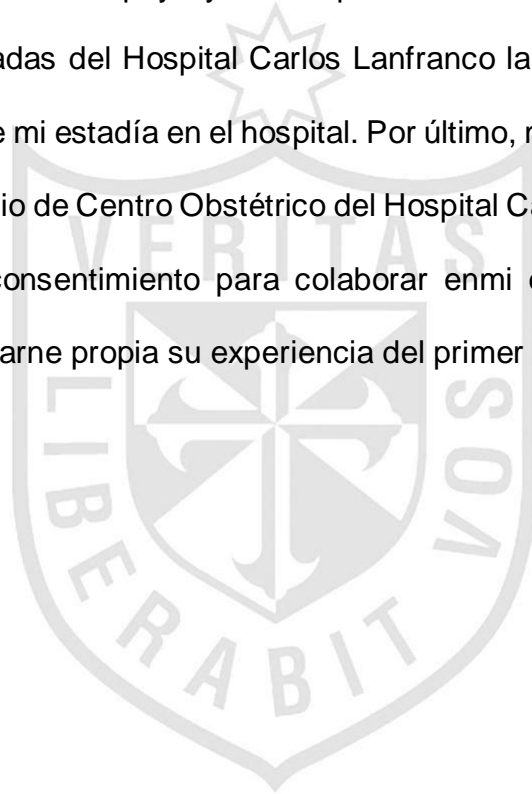 adas del Hospital Carlos Lanfranco la
e mi estadía en el hospital. Por último, r
io de Centro Obstétrico del Hospital Ca
consentimiento para colaborar enmi
arne propia su experiencia del primer
VERITAS
LIBERABIT
VOS